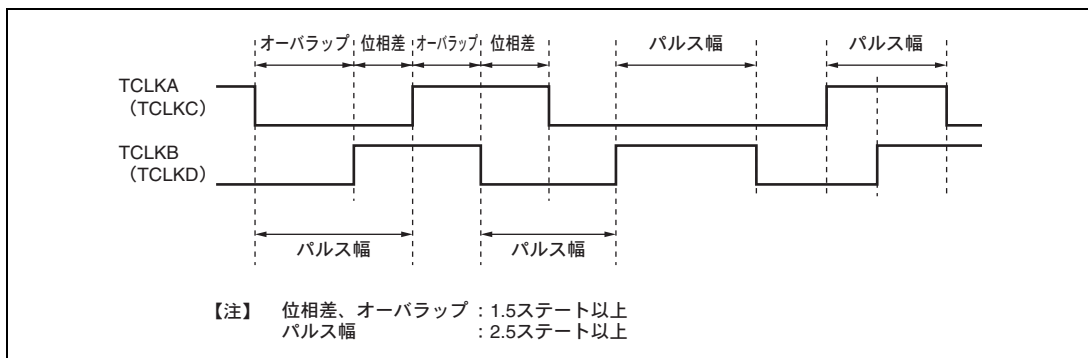 オーバラップ 位相差 オーバラップ 位相差 パルス幅 パルス幅
TCLKA
(TCLKC)
TCLKB
(TCLKD)
パルス幅 パルス幅
【注】 位相差、オーバラップ : 1.5ステート以上
パルス幅 : 2.5ステート以上